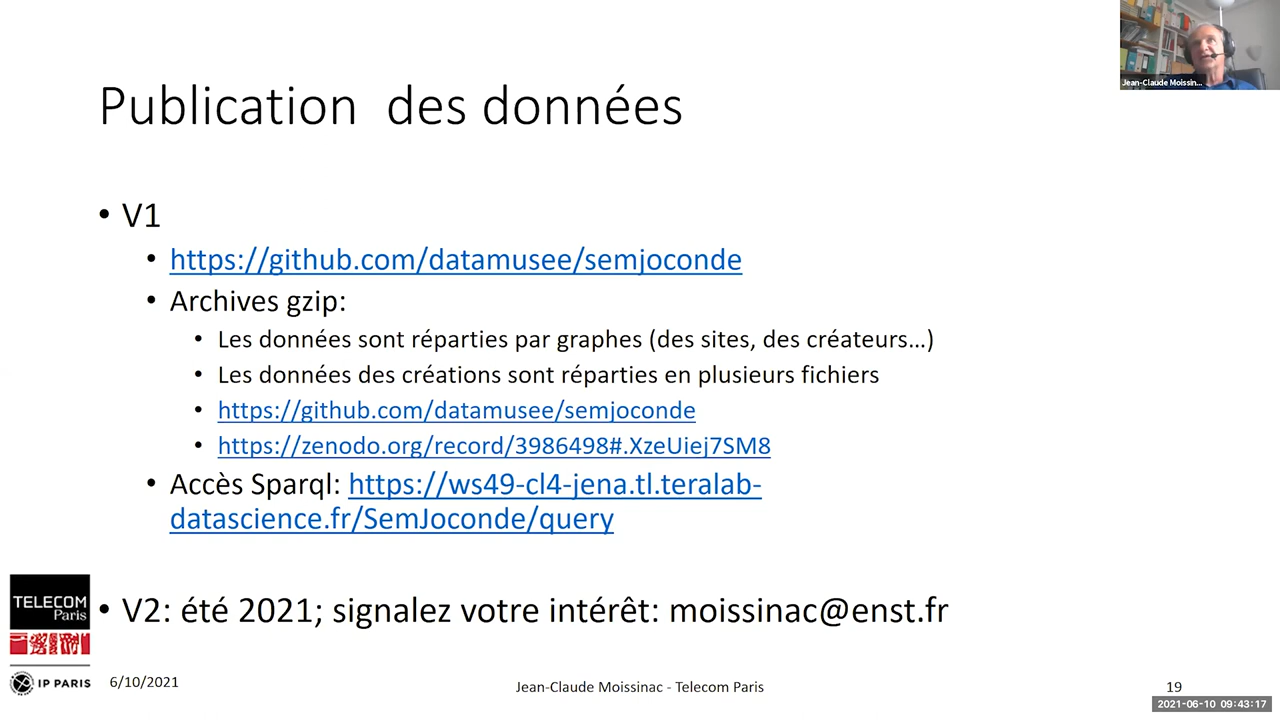 Jean-Claude Moissin...
Publication des données
• V1
• https://github.com/datamusee/semjoconde
• Archives gzip:
• Les données sont réparties par graphes (des sites, des créateurs...)
• Les données des créations sont réparties en plusieurs fichiers
• https://github.com/datamusee/semjoconde
• https://zenodo.org/record/3986498#.XzeUiej7SM8
• Accès Sparql: https://ws49-cl4-jena.tl.teralab-
datascience.fr/SemJoconde/query
• V2: été 2021; signalez votre intérêt: moissinac@enst.fr
TELECOM
Paris
IP PARIS
6/10/2021
Jean-Claude Moissinac - Telecom Paris
19
2021-06-10 09:43:17